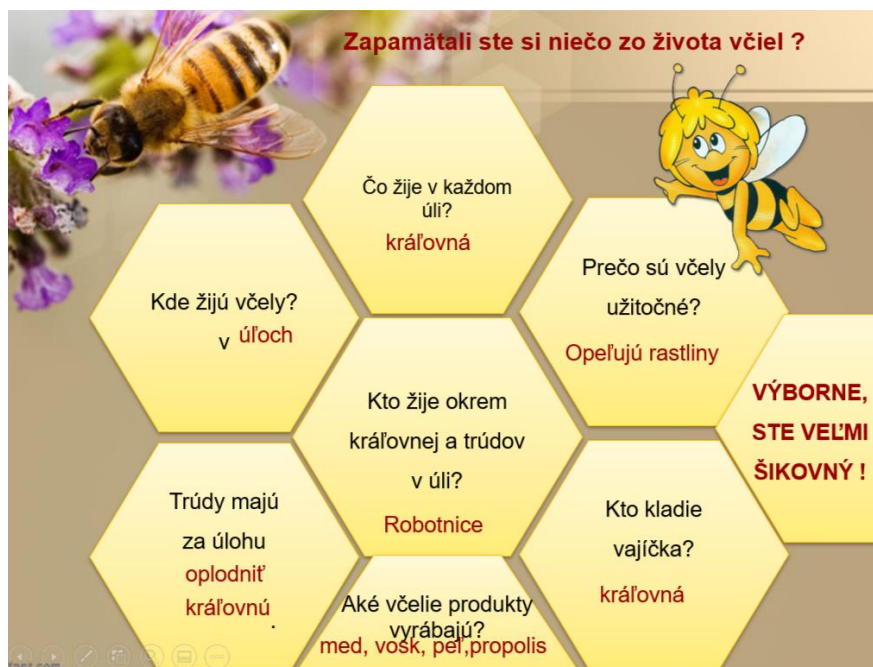 Zapamätali ste si niečo zo života včiel ?
Čo žije v každom
úli?
kráľovná
Kde žijú včely?
v úľoch
Prečo sú včely
užitočné?
Opeľujú rastliny
Kto žije okrem
kráľovnej a trúdov
v úli?
Robotnice
VÝBORNE,
STE VEĽMI
ŠIKOVNÝ !
Trúdy majú
za úlohu
oplodniť
kráľovnú
.
Kto kladie
vajíčka?
kráľovná
Aké včelie produkty
vyrábajú?
med, vosk, peľ,propolis